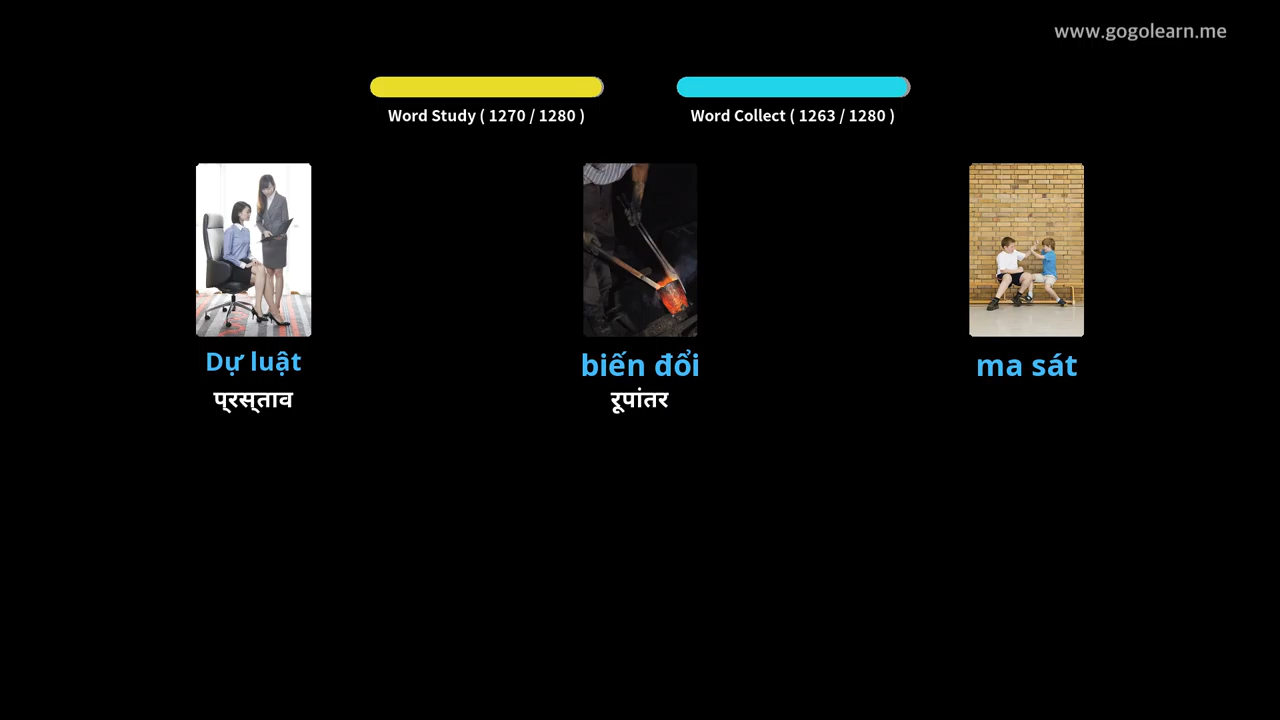 www.gogolearn.me
Word Study ( 1270 / 1280 )
Word Collect ( 1263 / 1280 )
Dự luật
biến đổi
ma sát
प्रस्ताव
रूपांतर